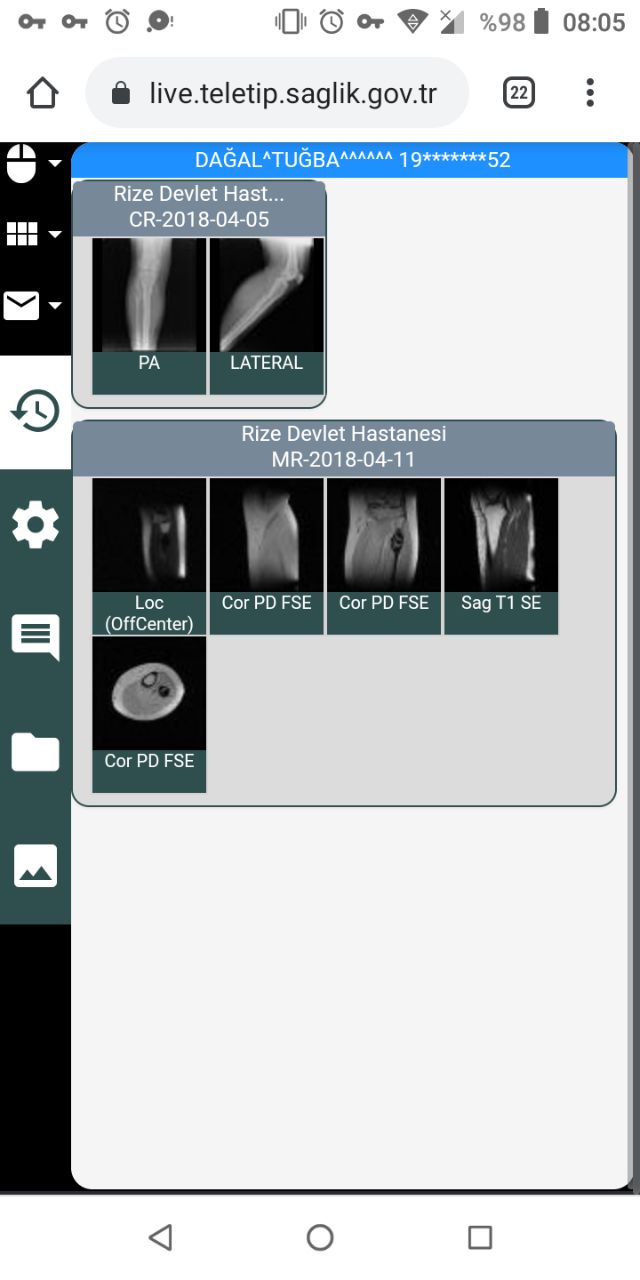 %98 08:05
live.teletip.saglik.gov.tr 22
DAĞAL^TUĞBA^^^^^^ 19*******52
Rize Devlet Hast...
CR-2018-04-05
PA LATERAL
Rize Devlet Hastanesi
MR-2018-04-11
Loc Cor PD FSE Cor PD FSE Sag T1 SE
(OffCenter)
Cor PD FSE